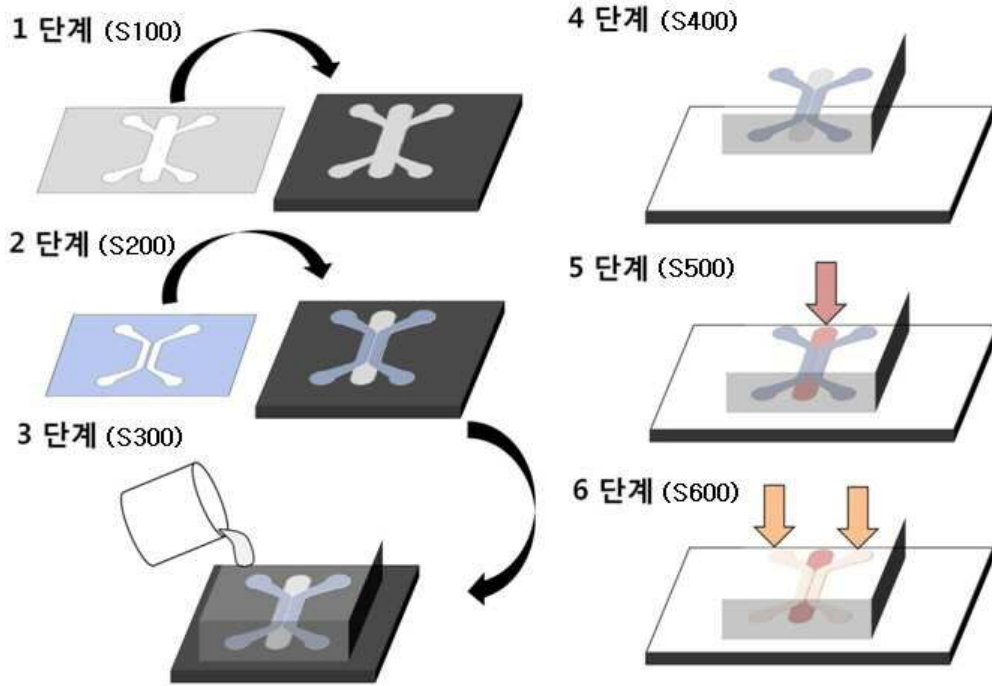 1 단계 (S100)
2 단계 (S200)
3 단계 (S300)
4 단계 (S400)
5 단계 (S500)
6 단계 (S600)